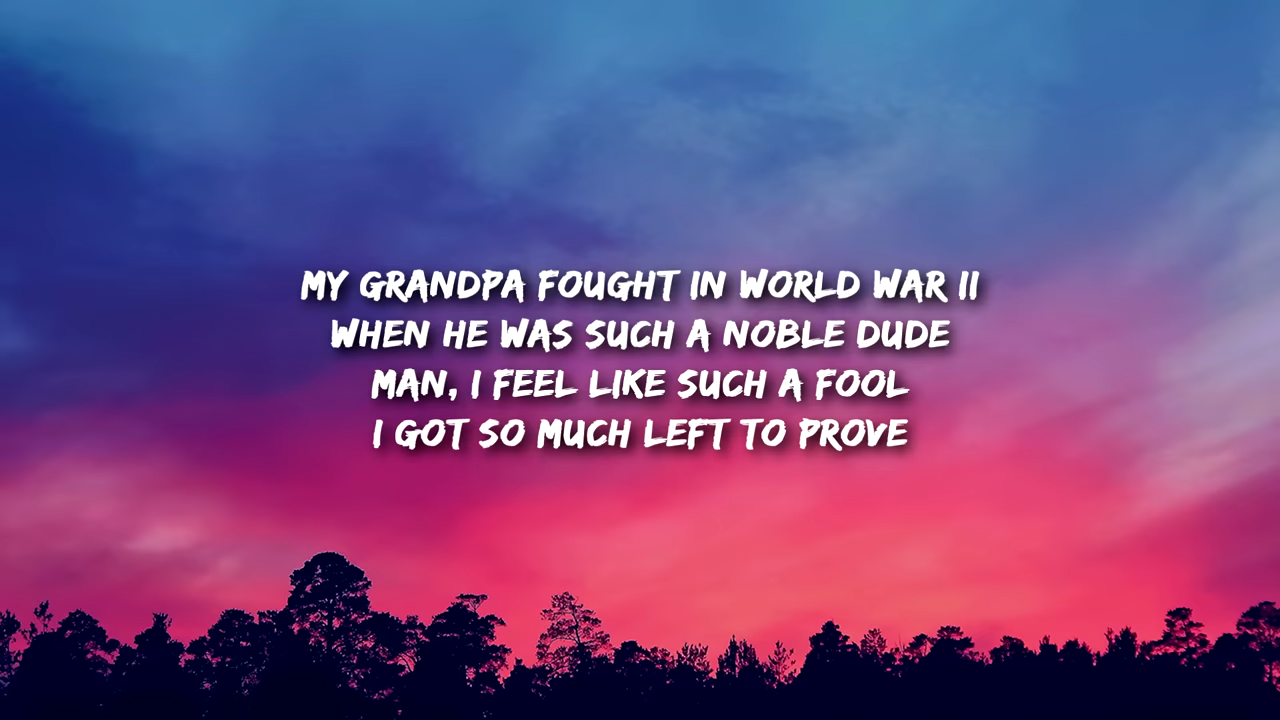 MY GRANDPA FOUGHT IN WORLD WAR II
WHEN HE WAS SUCH A NOBLE DUDE
MAN, I FEEL LIKE SUCH A FOOL
I GOT SO MUCH LEFT TO PROVE